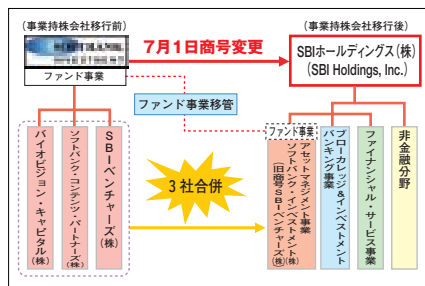 (事業持株会社移行前)
(事業持株会社移行後)
7月1日商号変更
SBIホールディングス(株)
(SBI Holdings, Inc.)
ファンド事業
ファンド事業移管
バイオビジョン・キャピタル(株)
ソフトバンク・コンテンツ・パートナーズ(株)
SBIベンチャーズ(株)
3社合併
ファンド事業
アセットマネジメント事業
ソフトバンク・インベストメント(株)
(旧商号SBIベンチャーズ(株))
ブローカレッジ&インベストメント
バンキング事業
ファイナンシャル・サービス事業
非金融分野